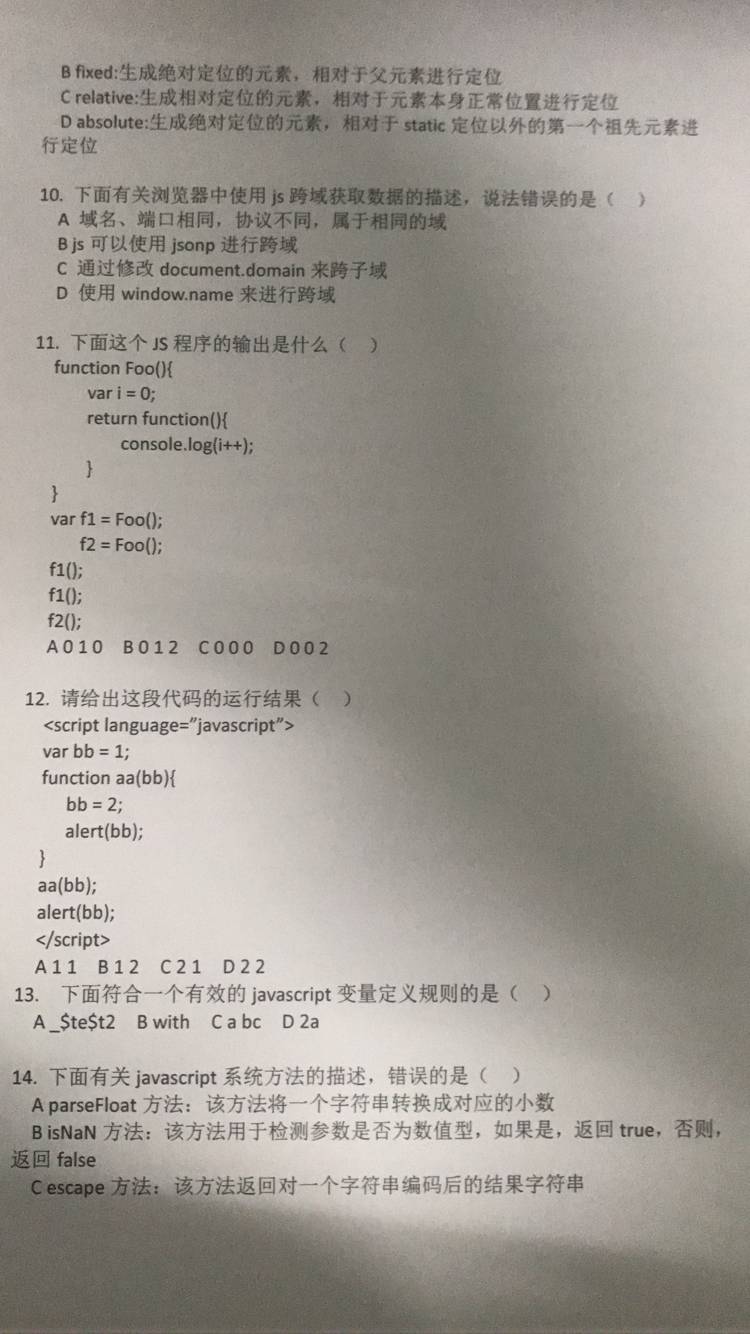 B fixed:生成绝对定位的元素，相对于父元素进行定位
C relative:生成相对定位的元素，相对于元素本身正常位置进行定位
D absolute:生成绝对定位的元素，相对于 static 定位以外的第一个祖先元素进
行定位
10. 下面有关浏览器中使用 js 跨域获取数据的描述，说法错误的是（ ）
A 域名、端口相同，协议不同，属于相同的域
B js 可以使用 jsonp 进行跨域
C 通过修改 document.domain 来跨子域
D 使用 window.name 来进行跨域
11. 下面这个 JS 程序的输出是什么（ ）
function Foo(){
var i = 0;
return function(){
console.log(i++);
}
}
var f1 = Foo();
f2 = Foo();
f1();
f1();
f2();
A 0 1 0 B 0 1 2 C 0 0 0 D 0 0 2
12. 请给出这段代码的运行结果（ ）
<script language=”javascript”>
var bb = 1;
function aa(bb){
bb = 2;
alert(bb);
}
aa(bb);
alert(bb);
</script>
A 1 1 B 1 2 C 2 1 D 2 2
13. 下面符合一个有效的 javascript 变量定义规则的是（ ）
A _$te$t2 B with C a bc D 2a
14. 下面有关 javascript 系统方法的描述，错误的是（ ）
A parseFloat 方法：该方法将一个字符串转换成对应的小数
B isNaN 方法：该方法用于检测参数是否为数值型，如果是，返回 true，否则，
返回 false
C escape 方法：该方法返回对一个字符串编码后的结果字符串